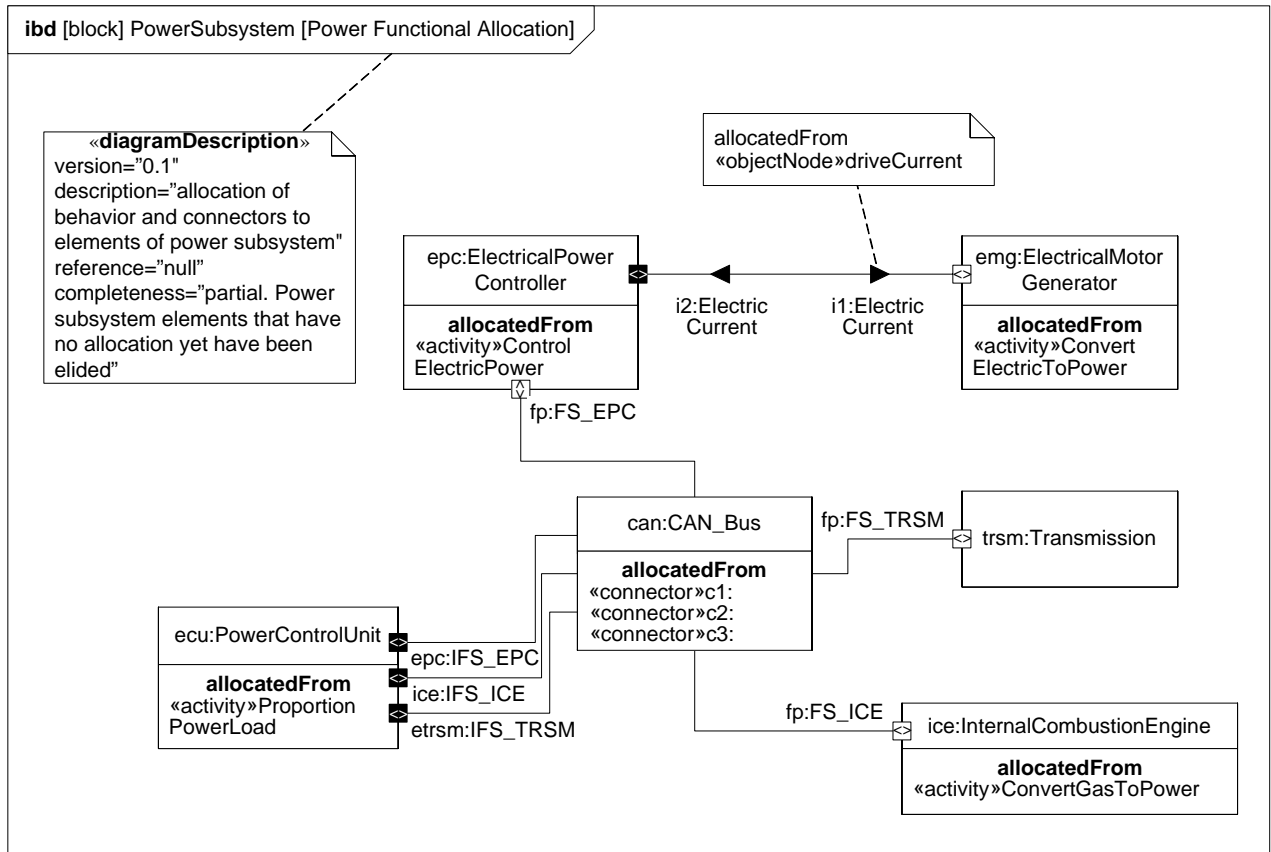 ibd [block] PowerSubsystem [Power Functional Allocation]
«diagramDescription»
version=”0.1"
description=”allocation of
behavior and connectors to
elements of power subsystem"
reference=”null”
completeness=”partial. Power
subsystem elements that have
no allocation yet have been
elided”
allocatedFrom
«objectNode»driveCurrent
epc:ElectricalPower
Controller
allocatedFrom
«activity»Control
ElectricPower
i2:Electric
Current
i1:Electric
Current
emg:ElectricalMotor
Generator
allocatedFrom
«activity»Convert
ElectricToPower
fp:FS_EPC
can:CAN_Bus
allocatedFrom
«connector»c1:
«connector»c2:
«connector»c3:
fp:FS_TRSM
trsm:Transmission
ecu:PowerControlUnit
allocatedFrom
«activity»Proportion
PowerLoad
epc:IFS_EPC
ice:IFS_ICE
etrsm:IFS_TRSM
fp:FS_ICE
ice:InternalCombustionEngine
allocatedFrom
«activity»ConvertGasToPower